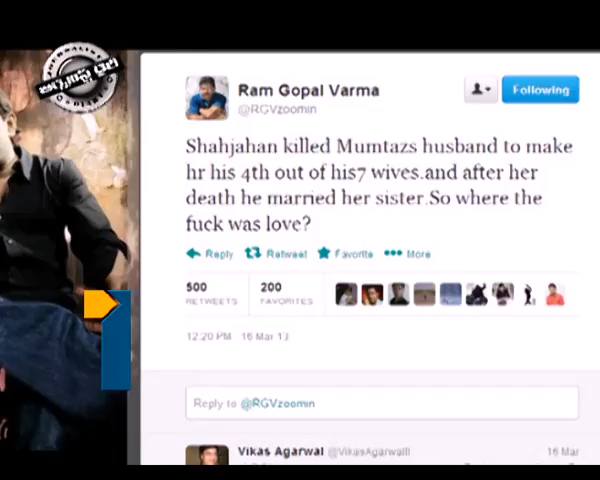 Ram Gopal Varma
@RGVzoomin
Following
Shahjahan killed Mumtazs husband to make
hr his 4th out of his7 wives.and after her
death he married her sister.So where the
fuck was love?
Reply Retweet Favorite More
500 200
RETWEETS FAVORITES
12:20 PM 16 Mar 13
Reply to @RGVzoomin
Vikas Agarwal @VikasAgarwalll 16 Mar